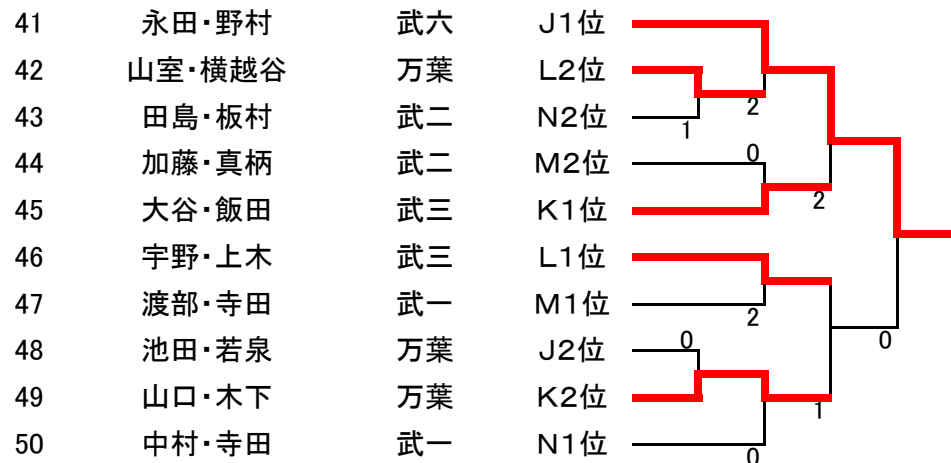 41 永田・野村 武六 J1位
42 山室・横越谷 万葉 L2位
2
43 田島・板村 武二 N2位
1
44 加藤・真柄 武二 M2位
0
45 大谷・飯田 武三 K1位
2
46 宇野・上木 武三 L1位
47 渡部・寺田 武一 M1位
2
48 池田・若泉 万葉 J2位
0
0
49 山口・木下 万葉 K2位
1
50 中村・寺田 武一 N1位
0